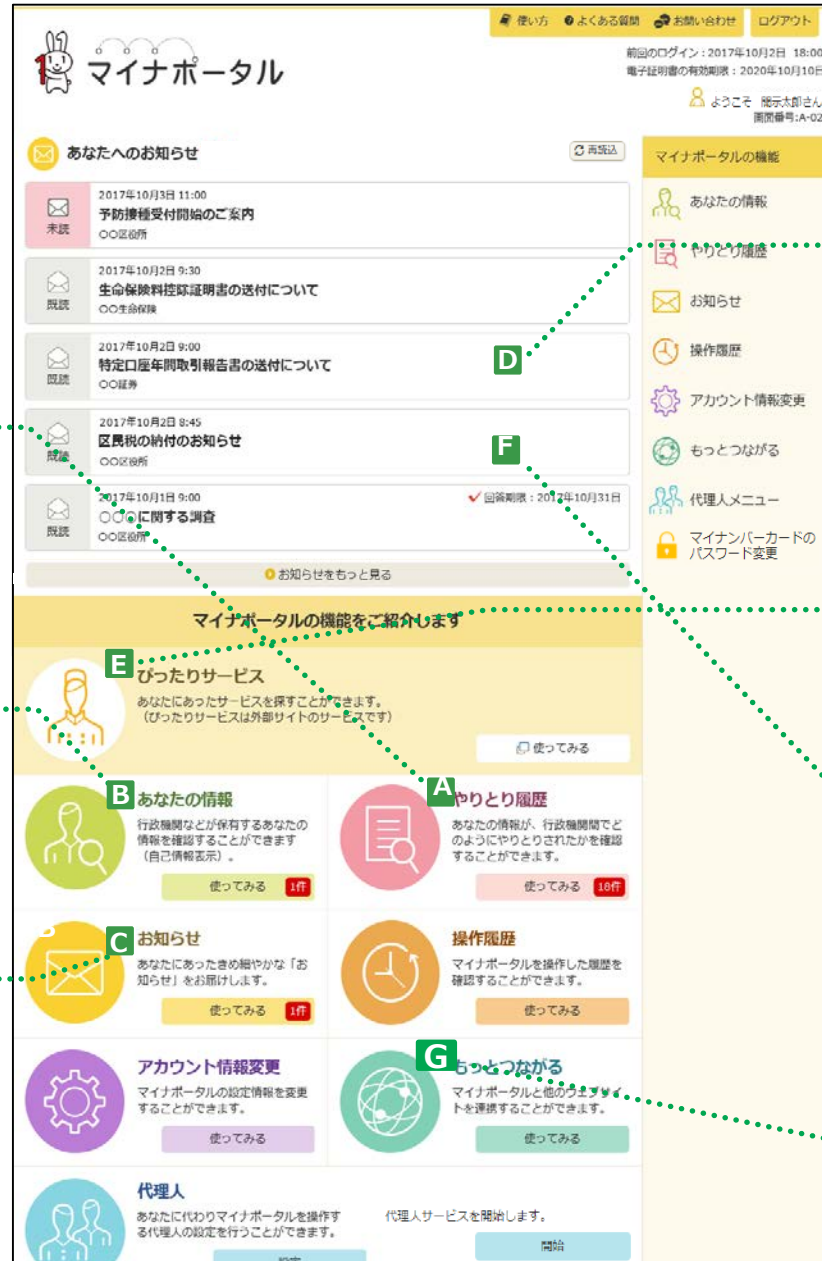 使い方 よくある質問 お問い合わせ ログアウト
マイナポータル
前回のログイン：2017年10月2日 18:00
電子証明書の有効期限：2020年10月10日
ようこそ 開示太郎さん
画面番号:A-02
あなたへのお知らせ
再読込
未読
2017年10月3日 11:00
予防接種受付開始のご案内
〇〇区役所
既読
2017年10月2日 9:30
生命保険料控除証明書の送付について
〇〇生命保険
既読
2017年10月2日 9:00
特定口座年間取引報告書の送付について
〇〇証券
既読
2017年10月2日 8:45
区民税の納付のお知らせ
〇〇区役所
既読
2017年10月1日 9:00
〇〇〇に関する調査
〇〇区役所
回答期限：2017年10月31日
お知らせをもっと見る
マイナポータルの機能
あなたの情報
やりとり履歴
お知らせ
操作履歴
アカウント情報変更
もっとつながる
代理人メニュー
マイナンバーカードの
パスワード変更
D
F
マイナポータルの機能をご紹介します
E
ぴったりサービス
あなたにあったサービスを探すことができます。
（ぴったりサービスは外部サイトのサービスです）
使ってみる
B
あなたの情報
行政機関などが保有するあなたの
情報を確認することができます
（自己情報表示）。
使ってみる 1件
A
やりとり履歴
あなたの情報が、行政機関間でど
のようにやりとりされたかを確認
することができます。
使ってみる 18件
C
お知らせ
あなたにあったきめ細やかな「お
知らせ」をお届けします。
使ってみる 1件
操作履歴
マイナポータルを操作した履歴を
確認することができます。
使ってみる
アカウント情報変更
マイナポータルの設定情報を変更
することができます。
使ってみる
G
もっとつながる
マイナポータルと他のウェブサイ
トを連携することができます。
使ってみる
代理人
あなたに代わりマイナポータルを操作す
る代理人の設定を行うことができます。
代理人サービスを開始します。
開始